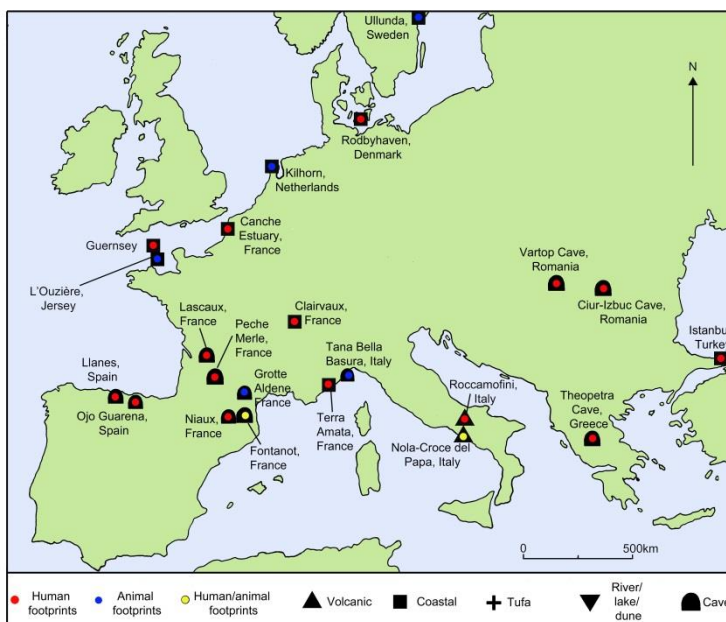 Ullunda,
Sweden
N
Rodbyhaven,
Denmark
Kilhorn,
Netherlands
Canche
Estuary,
France
Guernsey
L'Ouzière,
Jersey
Vartop Cave,
Romania
Ciur-Izbuc Cave,
Romania
Lascaux,
France
Clairvaux,
France
Peche
Merle,
France
Tana Bella
Basura, Italy
Istanbul
Turkey
Llanes,
Spain
Grotte
Aldene,
France
Roccamofini,
Italy
Theopetra
Cave,
Greece
Ojo Guarena,
Spain
Niaux,
France
Terra
Amata,
France
Fontanot,
France
Nola-Croce del
Papa, Italy
0
500km
Human
footprints
Animal
footprints
Human/animal
footprints
Volcanic
Coastal
Tufa
River/
lake/
dune
Cave